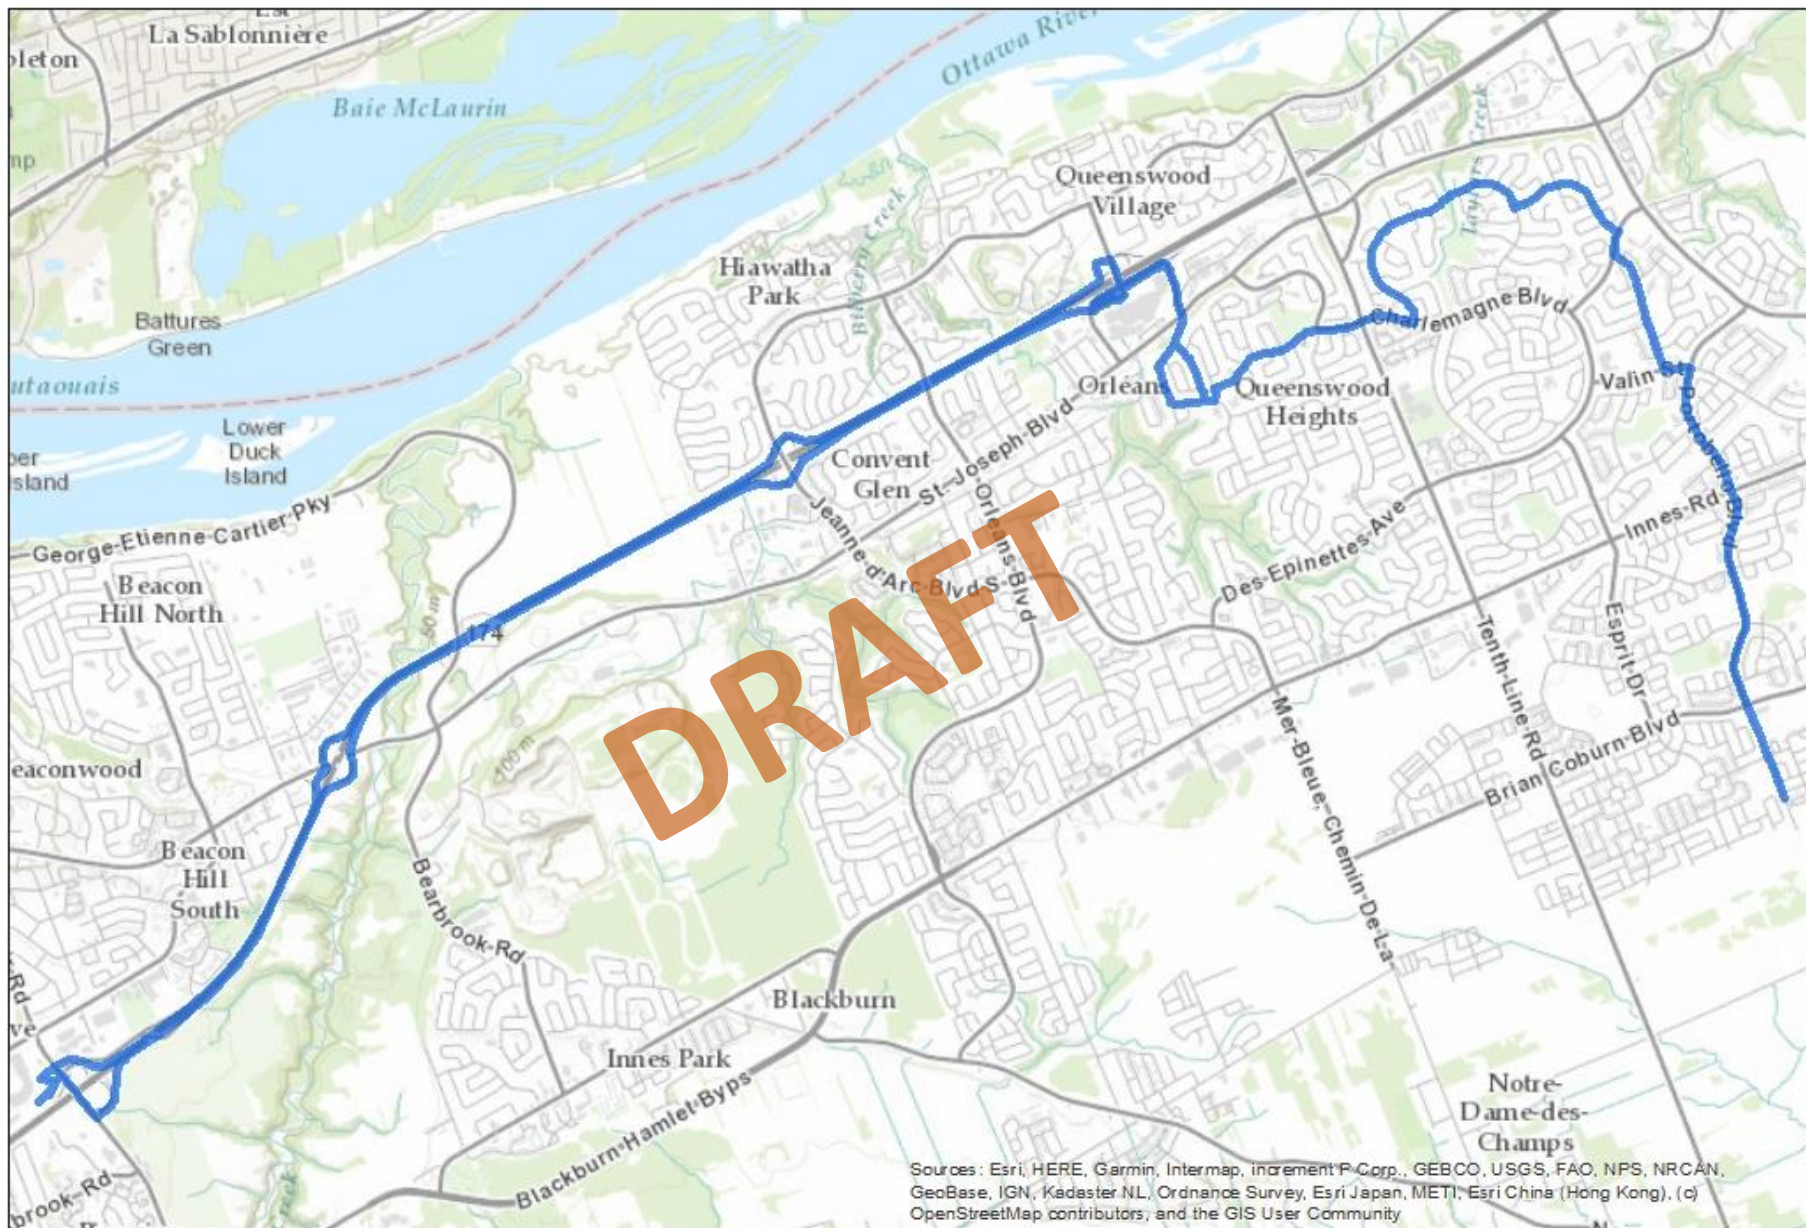 La Sablonnière
Baie McLaurin
Ottawa River
Queenswood
Village
Taylors Creek
Hiawatha
Park
Bilberry Creek
Battures
Green
Charlemagne Blvd
Valin St
Orléans
Queenswood
Heights
Portobello Blvd
Lower
Duck
Island
Convent
Glen
St-Joseph-Blvd
Orleans-Blvd
Jeanne-d'Arc-Blvd-S
Des-Epinettes-Ave
Innes-Rd
George-Etienne-Cartier-Pky
Beacon
Hill North
50 m
174
DRAFT
Esprit-Dr
Tenth-Line-Rd
Mer-Bleue,-Chemin-De-La-
Brian Coburn-Blvd
100 m
Beacon
Hill
South
Bearbrook-Rd
Blackburn
Innes Park
Blackburn-Hamlet-Byps
Notre-
Dame-des-
Champs
Sources: Esri, HERE, Garmin, Intermap, increment P Corp., GEBCO, USGS, FAO, NPS, NRCAN,
GeoBase, IGN, Kadaster NL, Ordnance Survey, Esri Japan, METI, Esri China (Hong Kong), (c)
OpenStreetMap contributors, and the GIS User Community